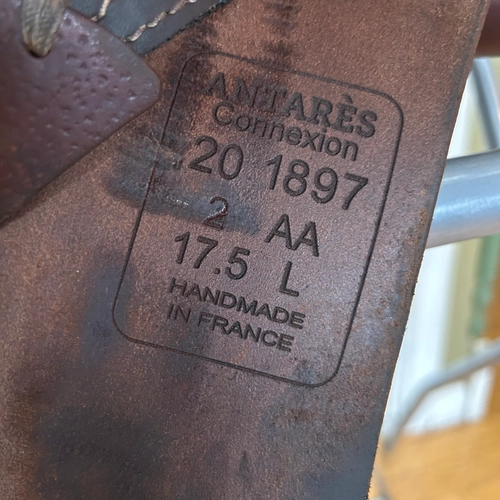 ANTARÈS
Connexion
20 1897
2 AA
17.5 L
HANDMADE
IN FRANCE